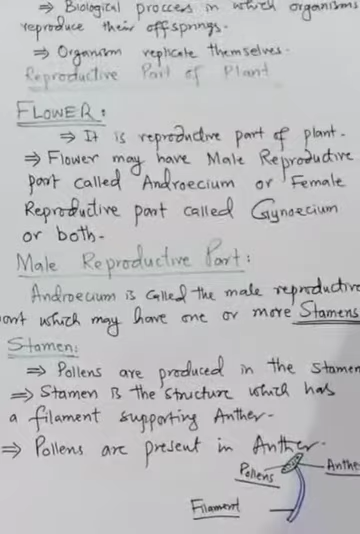 ⇒ Biological proccess in which organisms
reproduce their offsprings.
⇒ Organism replicate themselves.
Reproductive Part of Plant
FLOWER:
⇒ It is reproductive part of plant.
⇒ Flower may have Male Reproductive
part called Androecium or Female
Reproductive part called Gynoecium
or both.
Male Reproductive Part:
Androecium is called the male reproductive
part which may have one or more Stamens
Stamen:
⇒ Pollens are produced in the Stamen
⇒ Stamen is the structure which has
a filament supporting Anther.
⇒ Pollens are present in Anther.
Pollens
Anthe
Filament